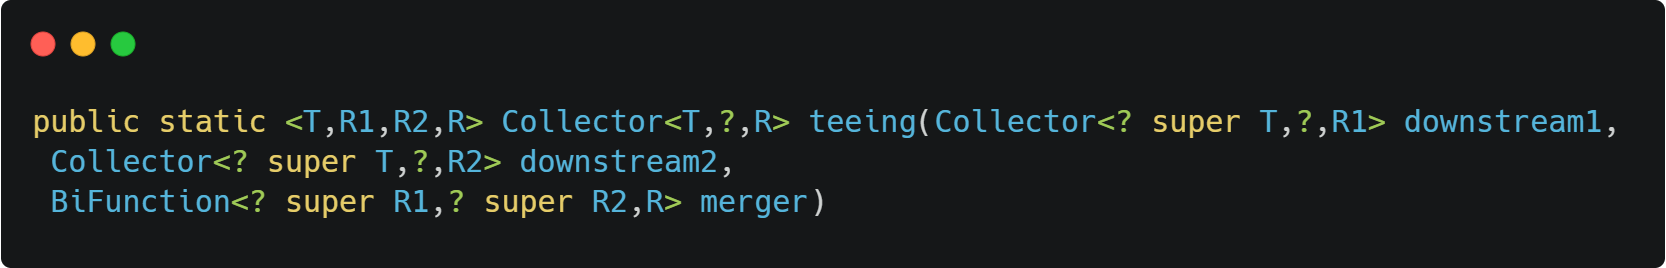 public static <T,R1,R2,R> Collector<T,?,R> teeing(Collector<? super T,?,R1> downstream1,
Collector<? super T,?,R2> downstream2,
BiFunction<? super R1,? super R2,R> merger)